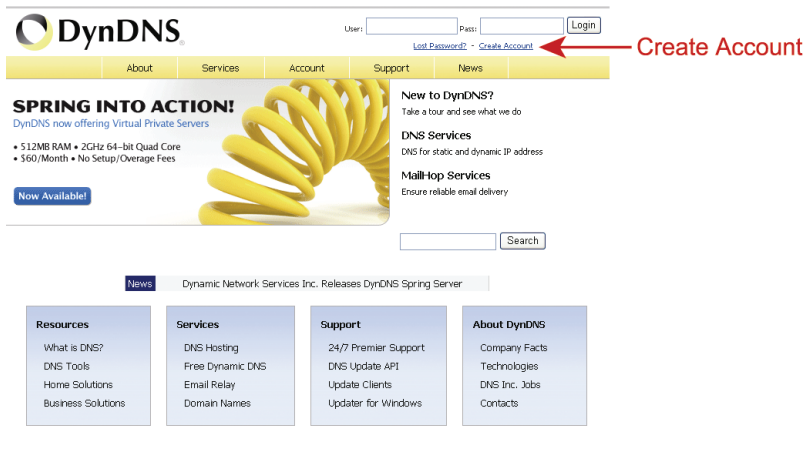 DynDNS®
User:
Pass:
Login
Lost Password? - Create Account
Create Account
About
Services
Account
Support
News
SPRING INTO ACTION!
DynDNS now offering Virtual Private Servers
• 512MB RAM • 2GHz 64-bit Quad Core
• $60/Month • No Setup/Overage Fees
Now Available!
New to DynDNS?
Take a tour and see what we do
DNS Services
DNS for static and dynamic IP address
MailHop Services
Ensure reliable email delivery
Search
News
Dynamic Network Services Inc. Releases DynDNS Spring Server
Resources
What is DNS?
DNS Tools
Home Solutions
Business Solutions
Services
DNS Hosting
Free Dynamic DNS
Email Relay
Domain Names
Support
24/7 Premier Support
DNS Update API
Update Clients
Updater for Windows
About DynDNS
Company Facts
Technologies
DNS Inc. Jobs
Contacts